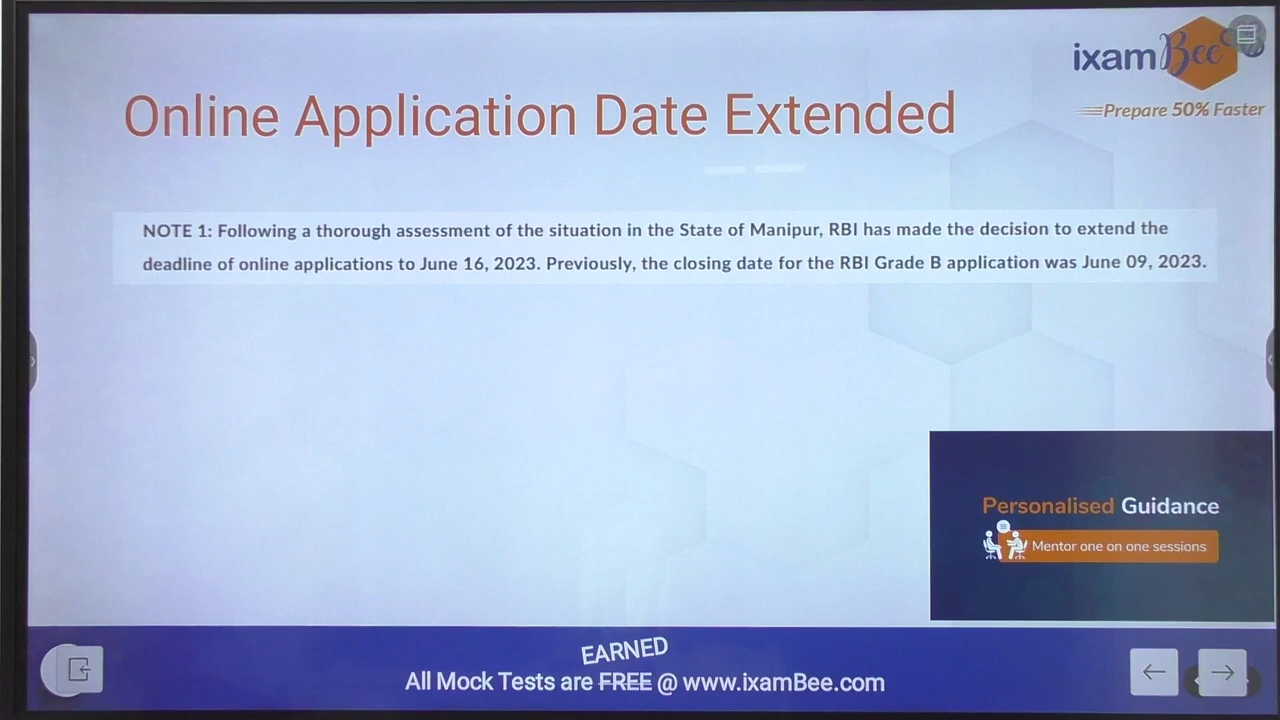 ixamBee
Prepare 50% Faster
Online Application Date Extended
NOTE 1: Following a thorough assessment of the situation in the State of Manipur, RBI has made the decision to extend the
deadline of online applications to June 16, 2023. Previously, the closing date for the RBI Grade B application was June 09, 2023.
Personalised Guidance
Mentor one on one sessions
EARNED
All Mock Tests are FREE @ www.ixamBee.com